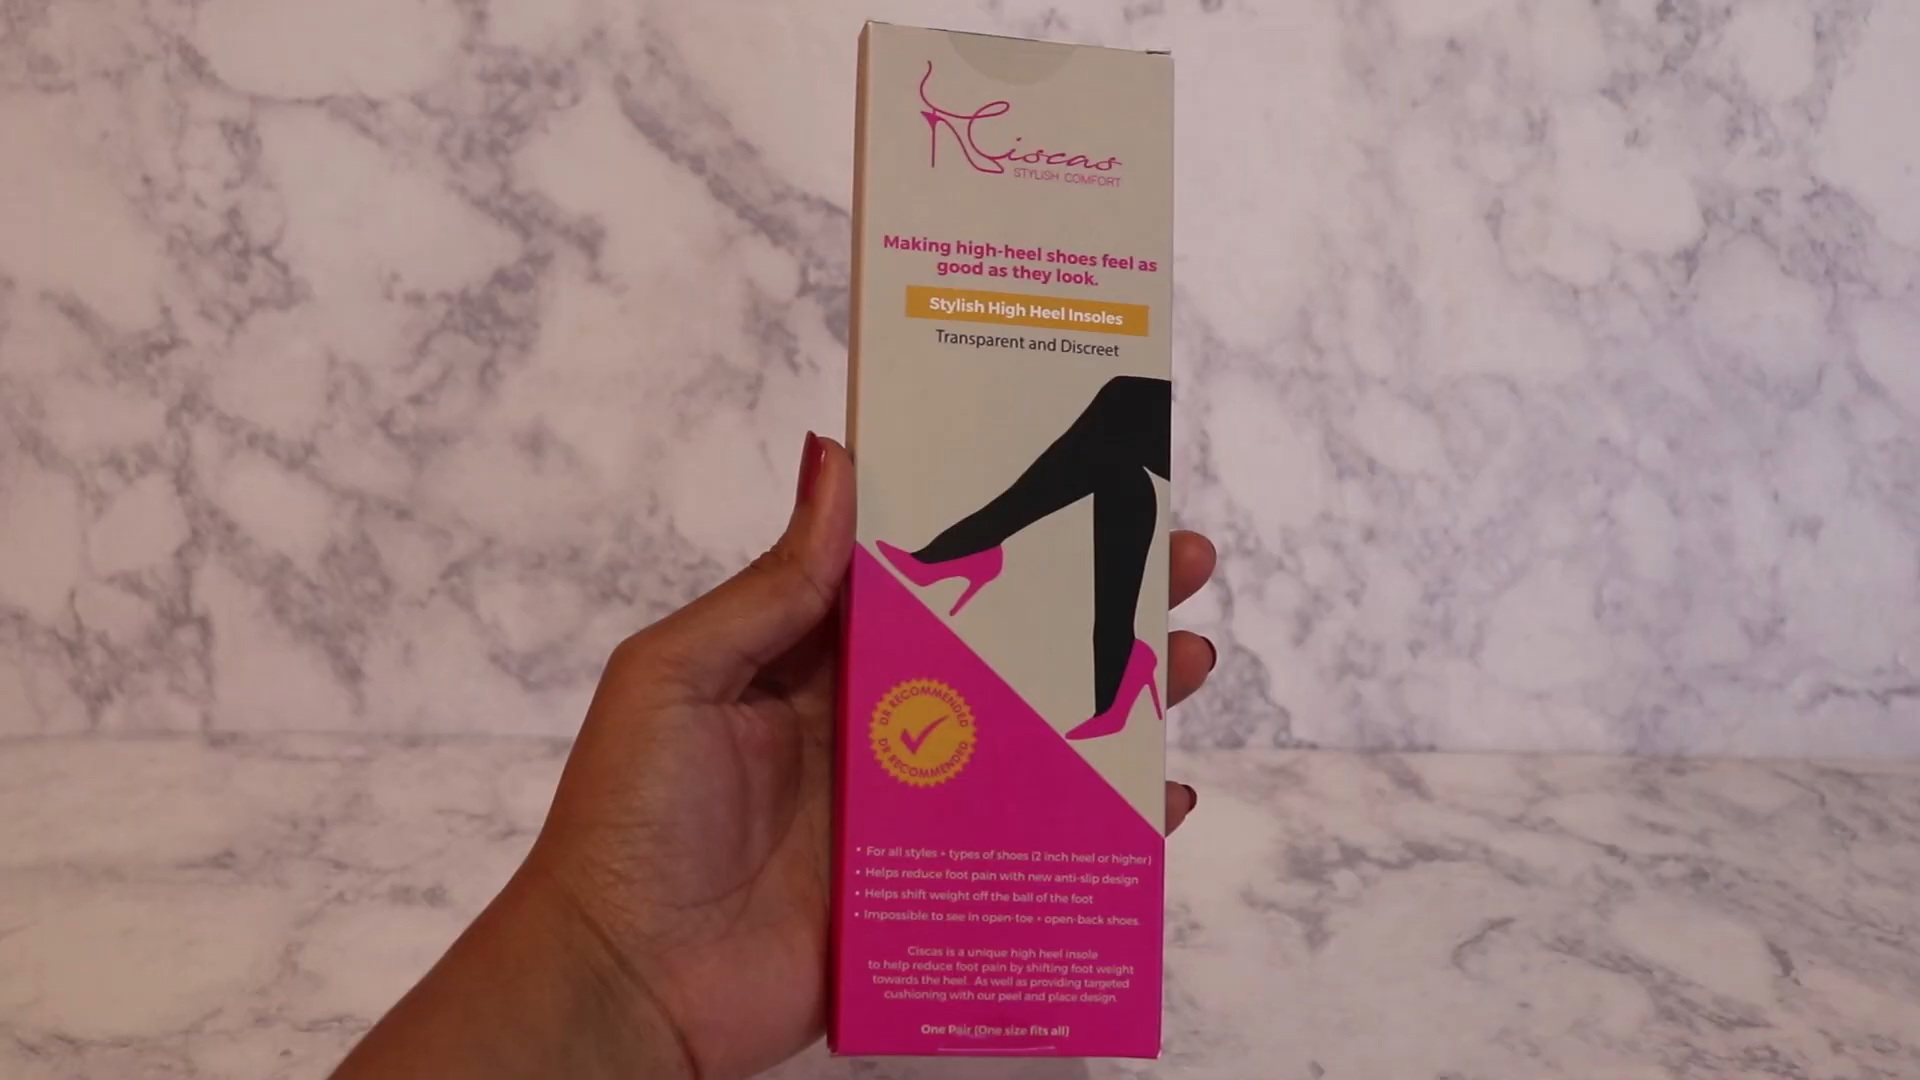 Ciscas
STYLISH COMFORT
Making high-heel shoes feel as
good as they look.
Stylish High Heel Insoles
Transparent and Discreet
DR RECOMMENDED
DR RECOMMENDED
• For all styles + types of shoes (2 inch heel or higher)
• Helps reduce foot pain with new anti-slip design
• Helps shift weight off the ball of the foot
• Impossible to see in open-toe + open-back shoes.
Ciscas is a unique high heel insole
to help reduce foot pain by shifting foot weight
towards the heel. As well as providing targeted
cushioning with our peel and place design.
One Pair (One size fits all)